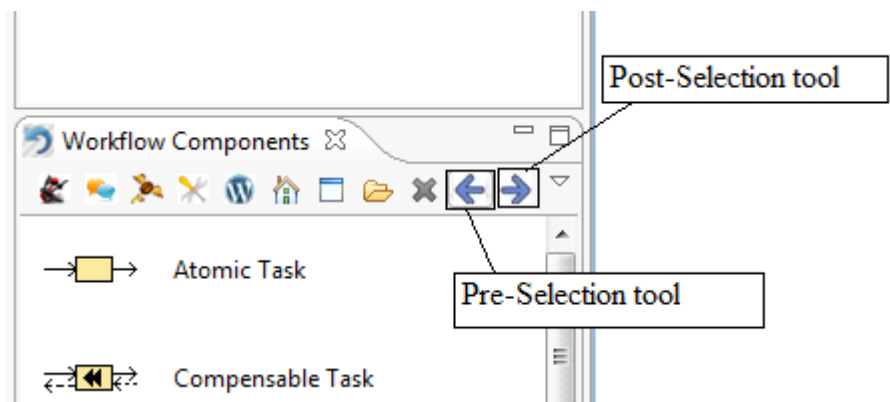 Post-Selection tool
Workflow Components
Atomic Task
Pre-Selection tool
Compensable Task